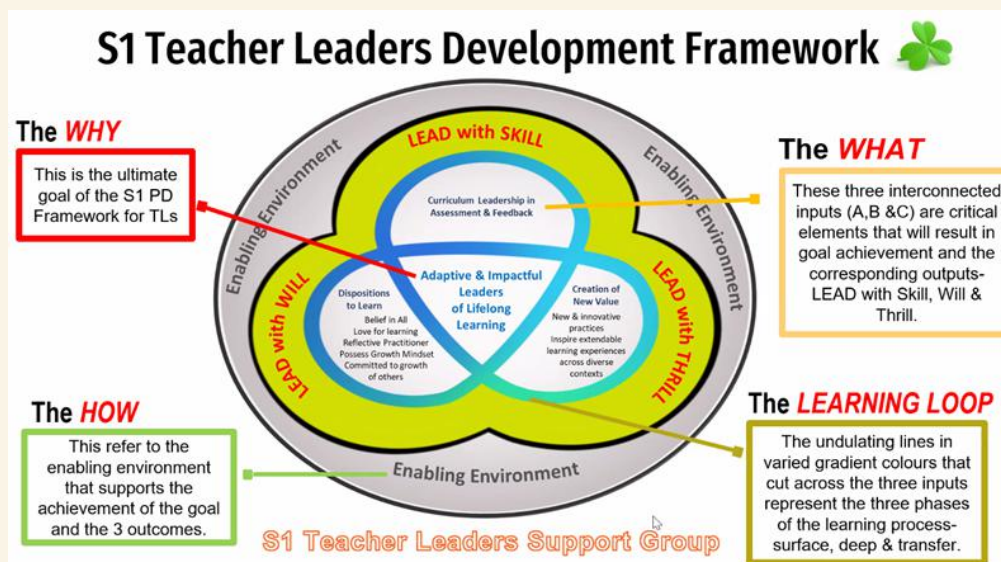 S1 Teacher Leaders Development Framework
The WHY
This is the ultimate
goal of the S1 PD
Framework for TLs
The WHAT
These three interconnected
inputs (A,B &C) are critical
elements that will result in
goal achievement and the
corresponding outputs-
LEAD with Skill, Will &
Thrill.
Enabling Environment
LEAD with SKILL
Enabling Environment
Curriculum Leadership in
Assessment & Feedback
Adaptive & Impactful
Leaders
of Lifelong
Learning
LEAD with WILL
Dispositions
to Learn
Belief in All
Love for learning
Reflective Practitioner
Possess Growth Mindset
Committed to growth
of others
Creation of
New Value
New & innovative
practices
Inspire extendable
learning experiences
across diverse
contexts
LEAD with THRILL
The HOW
This refer to the
enabling environment
that supports the
achievement of the goal
and the 3 outcomes.
Enabling Environment
The LEARNING LOOP
The undulating lines in
varied gradient colours that
cut across the three inputs
represent the three phases
of the learning process-
surface, deep & transfer.
S1 Teacher Leaders Support Group